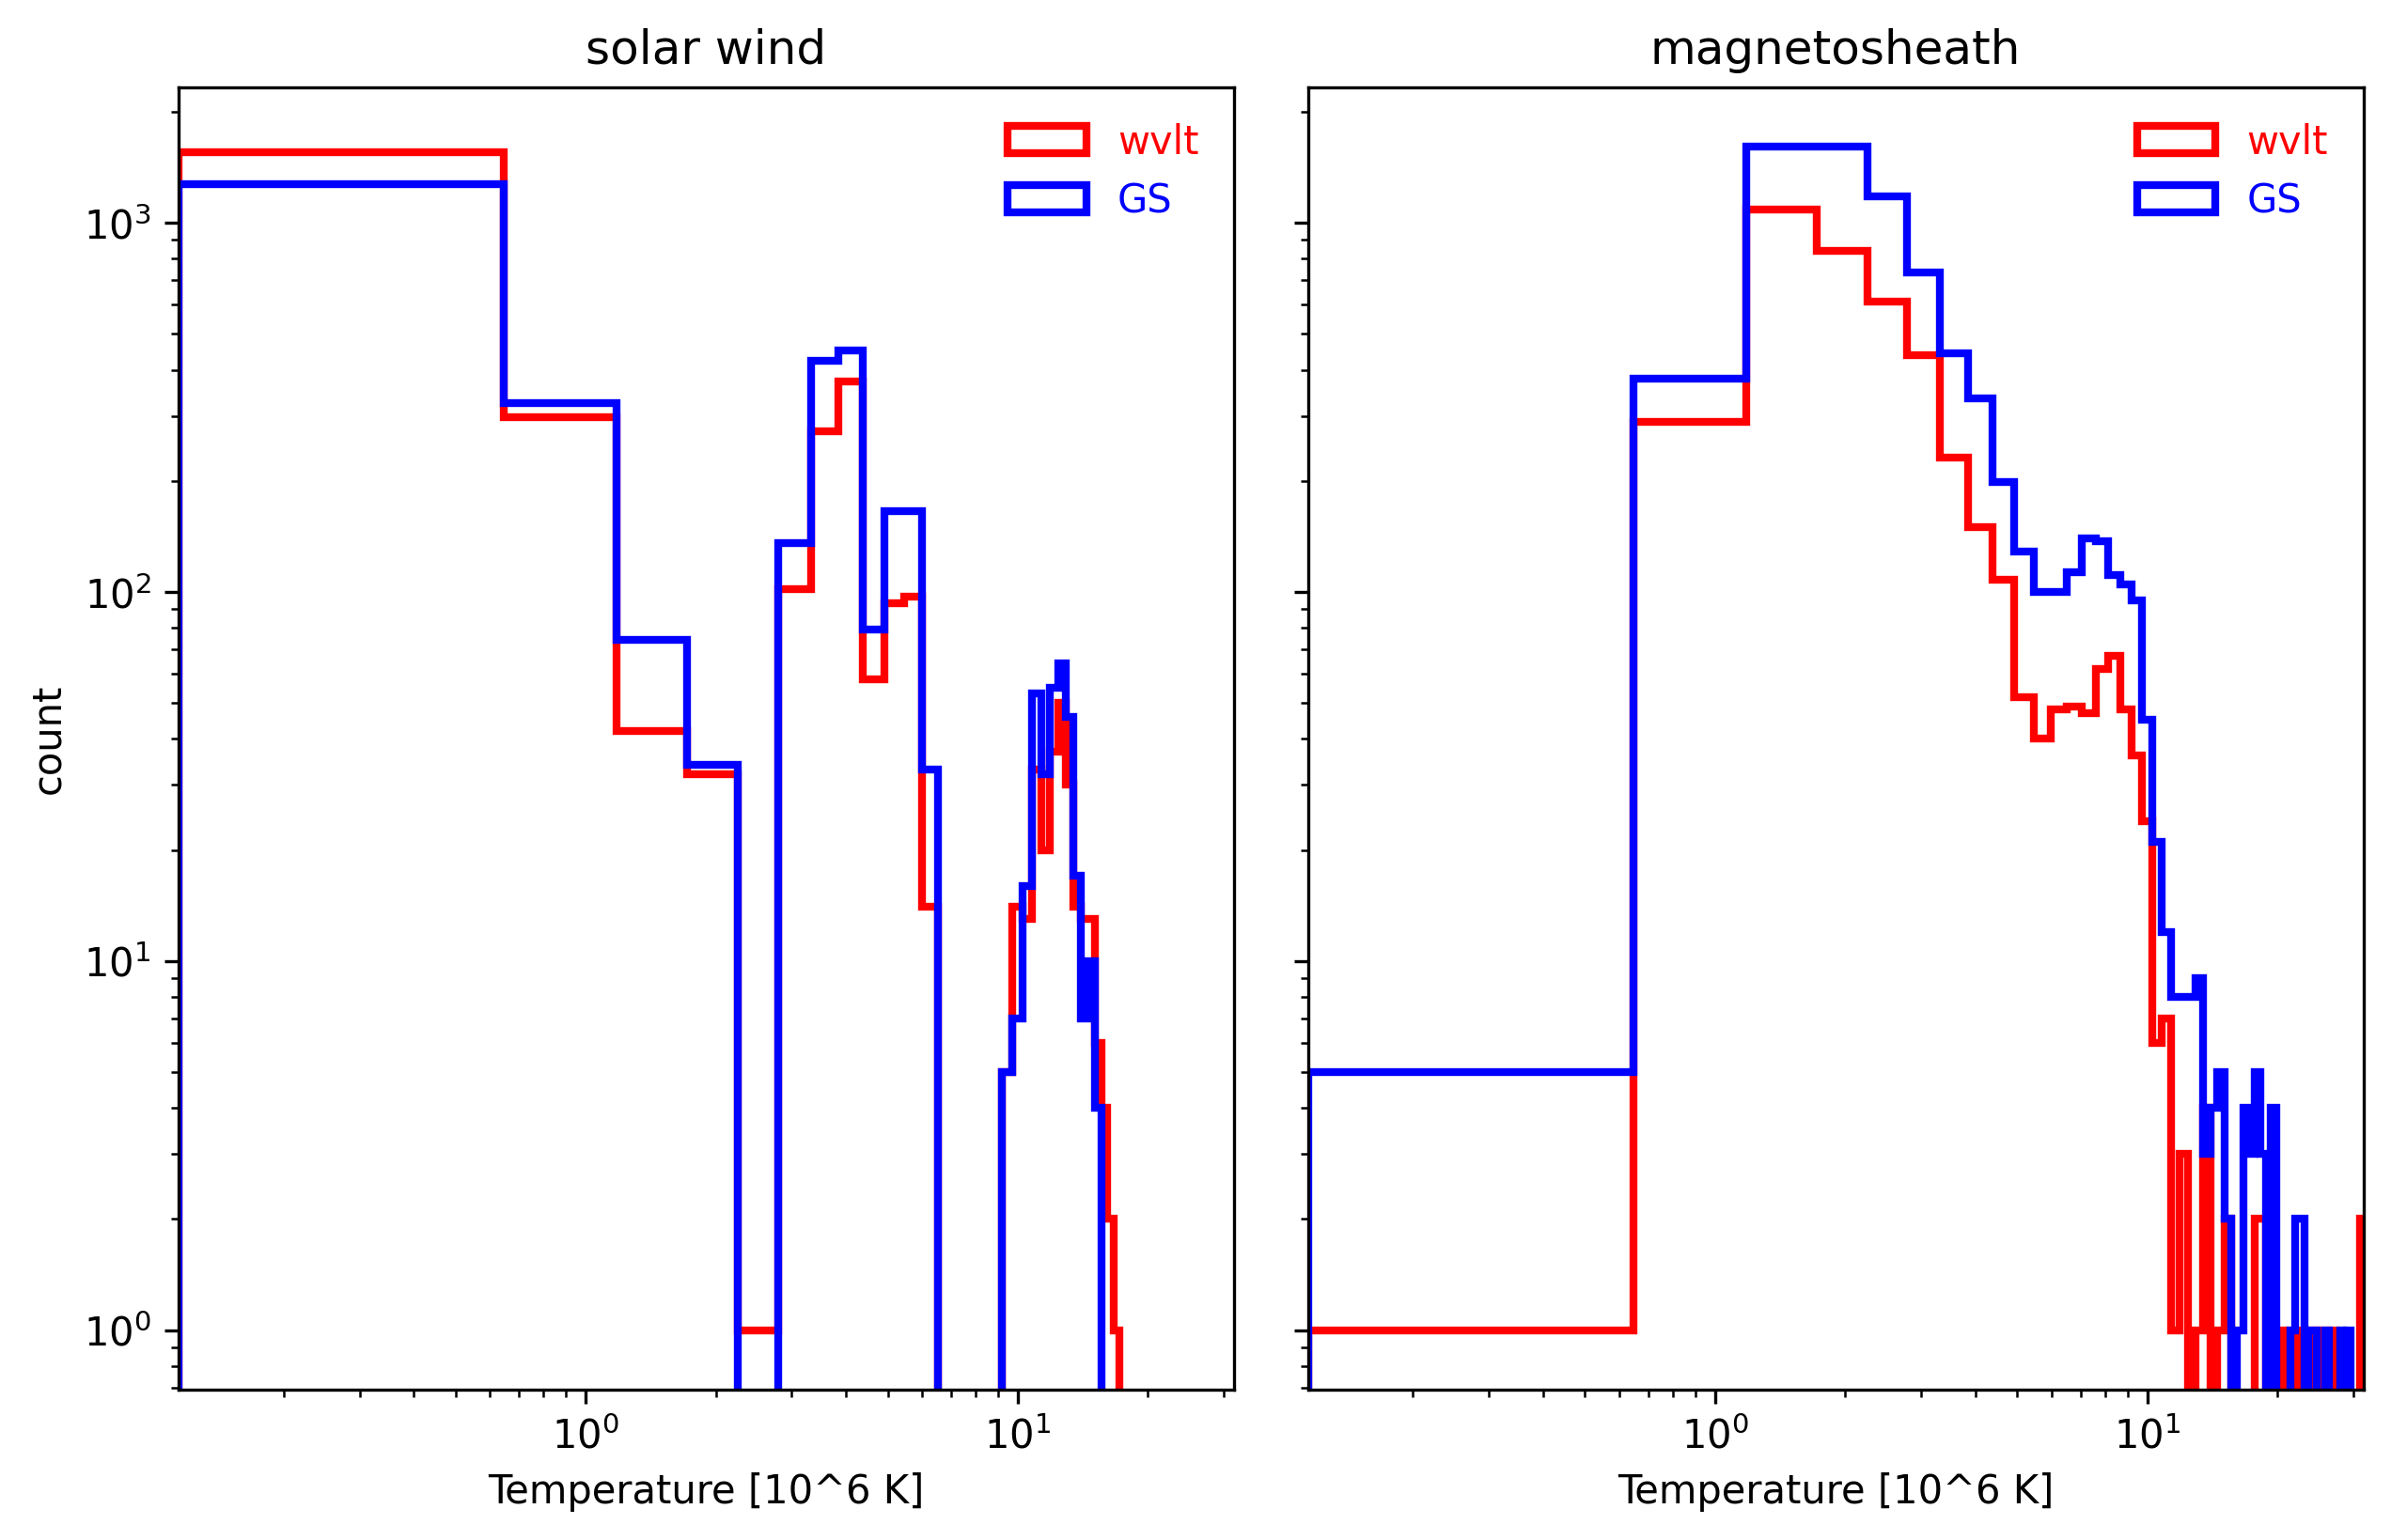 solar wind
magnetosheath
wvlt
GS
wvlt
GS
count
10^3
10^2
10^1
10^0
10^0
10^1
10^0
10^1
Temperature [10^6 K]
Temperature [10^6 K]